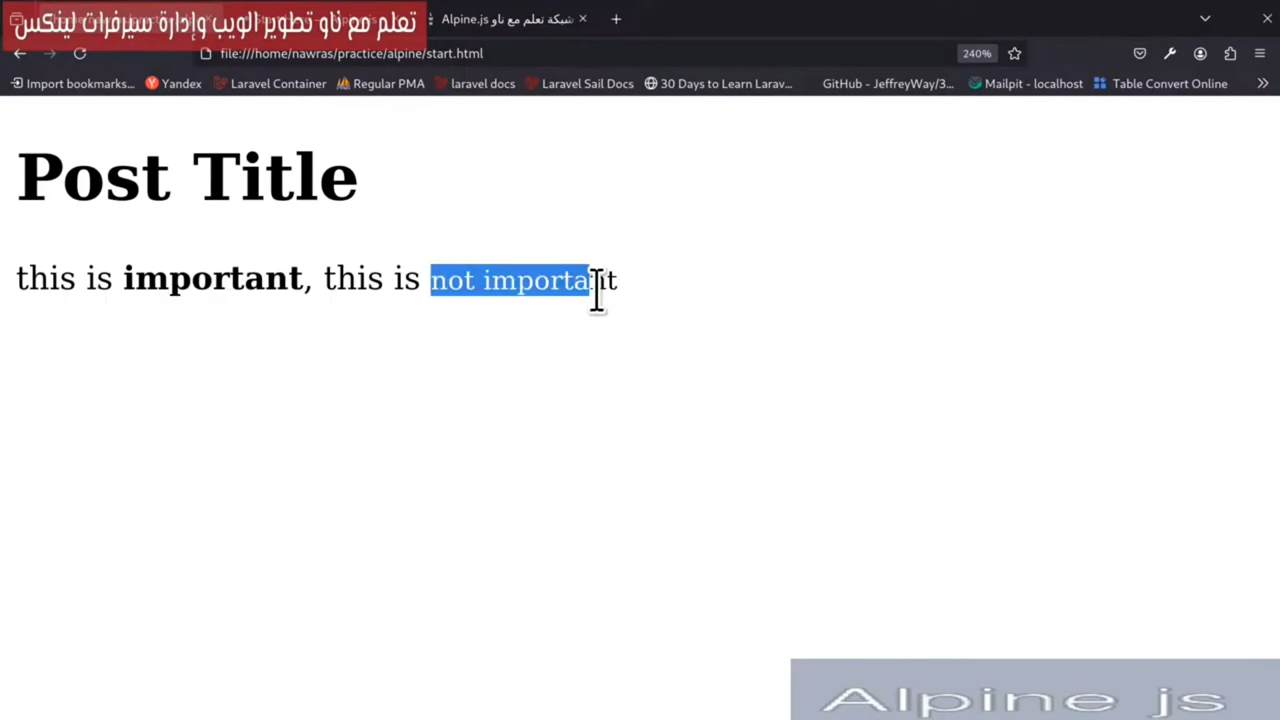 تعلم مع ناو تطوير الويب وإدارة سيرفرات لينكس
Alpine.js شبكة تعلم مع ناو
file:///home/nawras/practice/alpine/start.html
240%
Import bookmarks...
Yandex
Laravel Container
Regular PMA
laravel docs
Laravel Sail Docs
30 Days to Learn Larav...
GitHub - JeffreyWay/3...
Mailpit - localhost
Table Convert Online
Post Title
this is important, this is not important
Alpine js